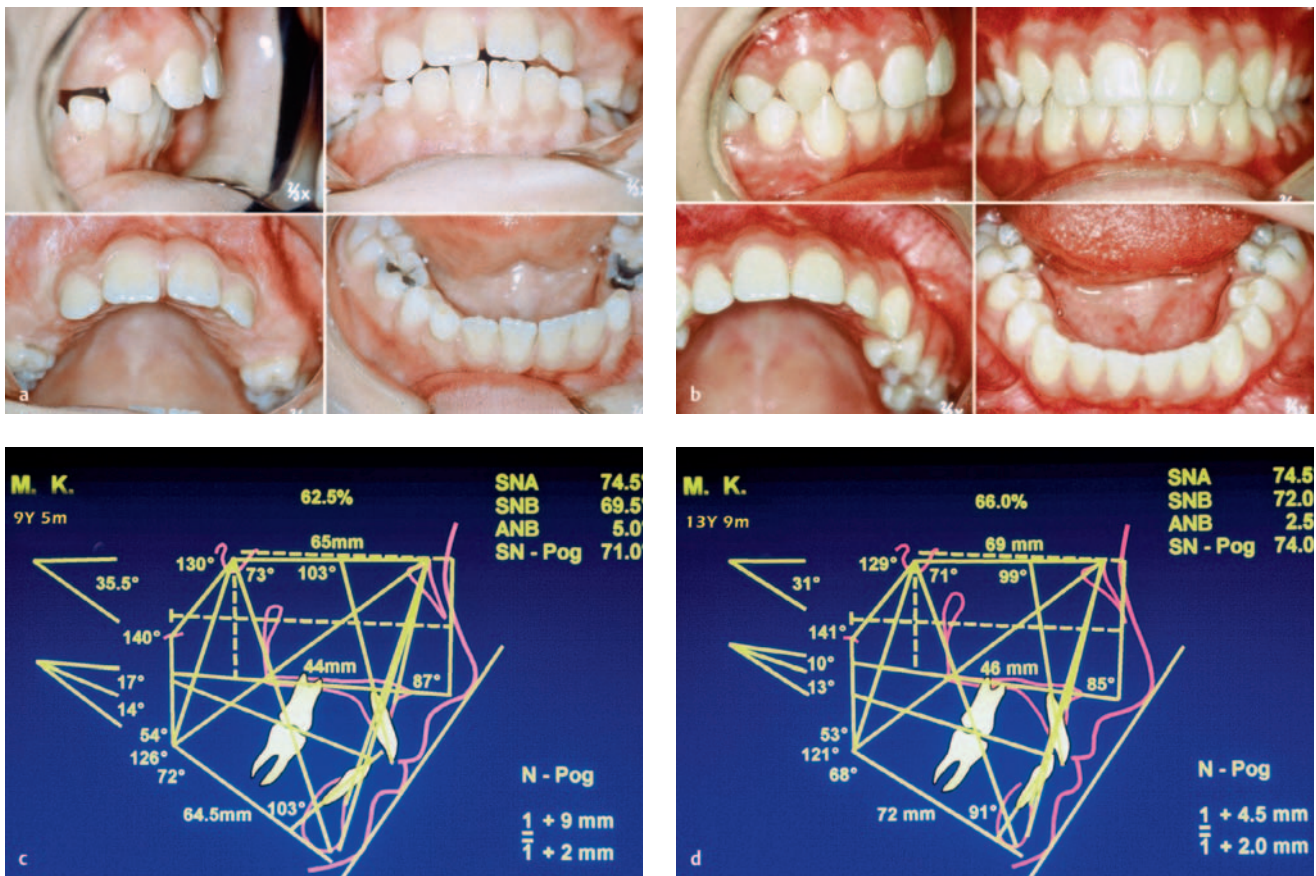 ⅔x
⅔x
a
b
M. K.
9Y 5m
62.5%
SNA 74.5°
SNB 69.5
ANB 5.0
SN - Pog 71.0
65mm
130°
73°
103°
35.5°
140°
44mm
87°
17°
14°
54°
126°
72°
64.5mm
103°
N - Pog
1 + 9 mm
1 + 2 mm
c
M. K.
13Y 9m
66.0%
SNA 74.5
SNB 72.0
ANB 2.5
SN - Pog 74.0
69 mm
129°
71°
99°
31°
141°
46 mm
85°
10°
13°
53°
121°
68°
72 mm
91°
N - Pog
1 + 4.5 mm
1 + 2.0 mm
d